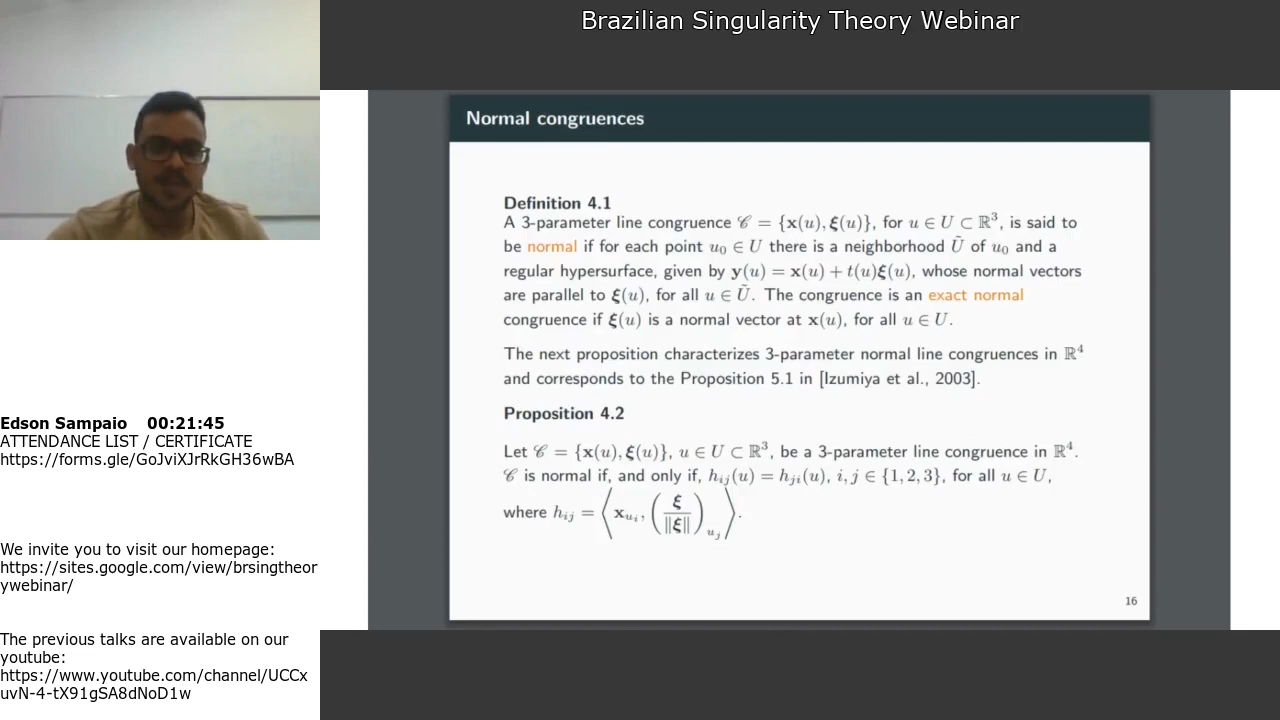 Brazilian Singularity Theory Webinar
Normal congruences
Definition 4.1
A 3-parameter line congruence 𝒞 = {x(u), ξ(u)}, for u ∈ U ⊂ ℝ³, is said to
be normal if for each point u₀ ∈ U there is a neighborhood Ũ of u₀ and a
regular hypersurface, given by y(u) = x(u) + t(u)ξ(u), whose normal vectors
are parallel to ξ(u), for all u ∈ Ũ. The congruence is an exact normal
congruence if ξ(u) is a normal vector at x(u), for all u ∈ U.
The next proposition characterizes 3-parameter normal line congruences in ℝ⁴
and corresponds to the Proposition 5.1 in [Izumiya et al., 2003].
Proposition 4.2
Let 𝒞 = {x(u), ξ(u)}, u ∈ U ⊂ ℝ³, be a 3-parameter line congruence in ℝ⁴.
𝒞 is normal if, and only if, hᵢⱼ(u) = hⱼᵢ(u), i, j ∈ {1, 2, 3}, for all u ∈ U,
where hᵢⱼ = ⟨x_{uᵢ}, (ξ/‖ξ‖)_{uⱼ}⟩.
16
Edson Sampaio 00:21:45
ATTENDANCE LIST / CERTIFICATE
https://forms.gle/GoJviXJrRkGH36wBA
We invite you to visit our homepage:
https://sites.google.com/view/brsingtheor
ywebinar/
The previous talks are available on our
youtube:
https://www.youtube.com/channel/UCCx
uvN-4-tX91gSA8dNoD1w